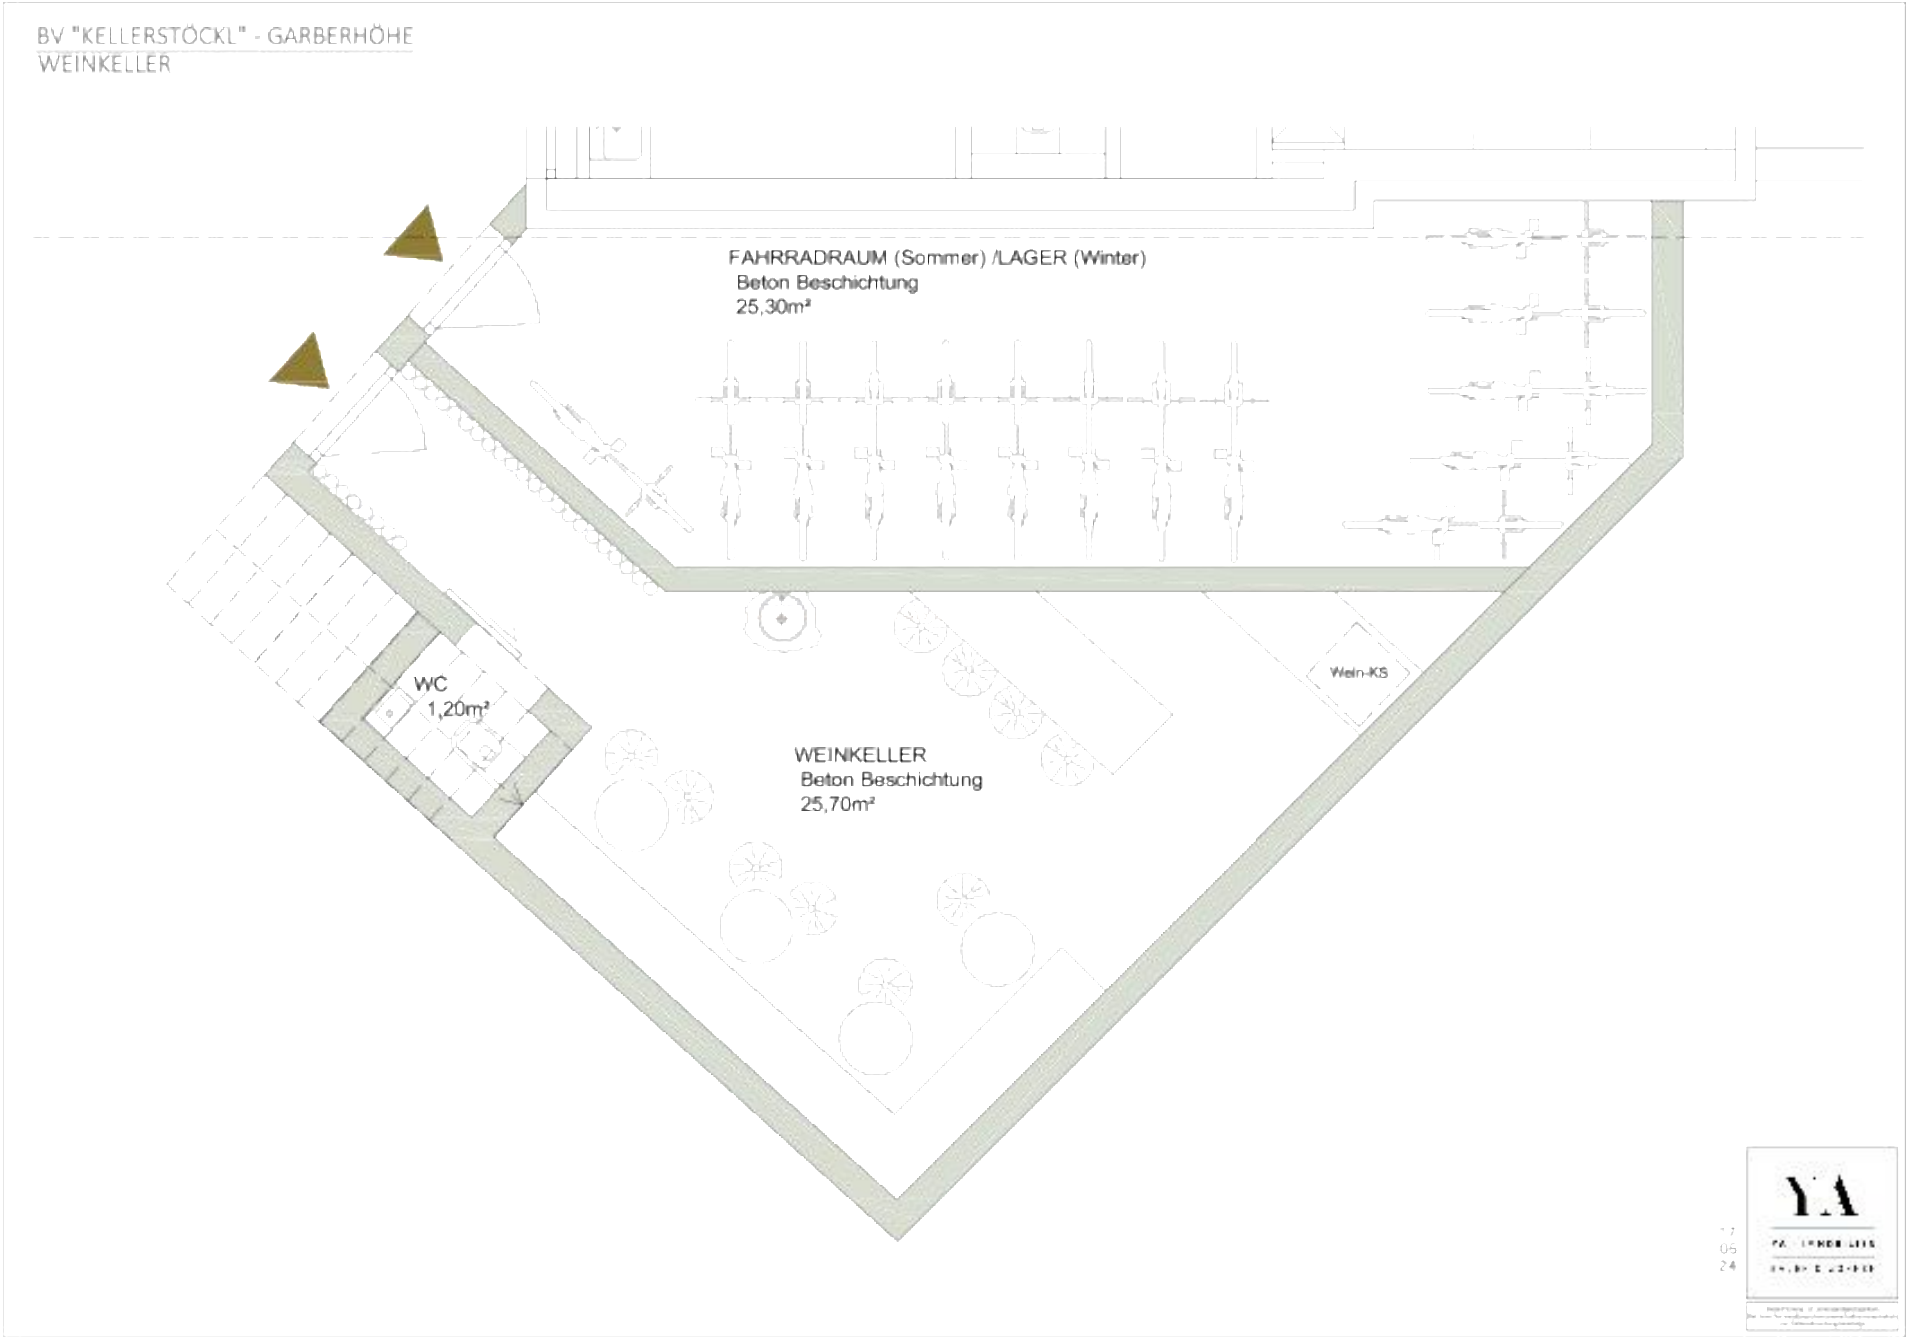 BV "KELLERSTÖCKL" - GARBERHÖHE
WEINKELLER
FAHRRADRAUM (Sommer) /LAGER (Winter)
Beton Beschichtung
25,30m²
Wein-KS
WC
1,20m²
WEINKELLER
Beton Beschichtung
25,70m²
YA
06
24